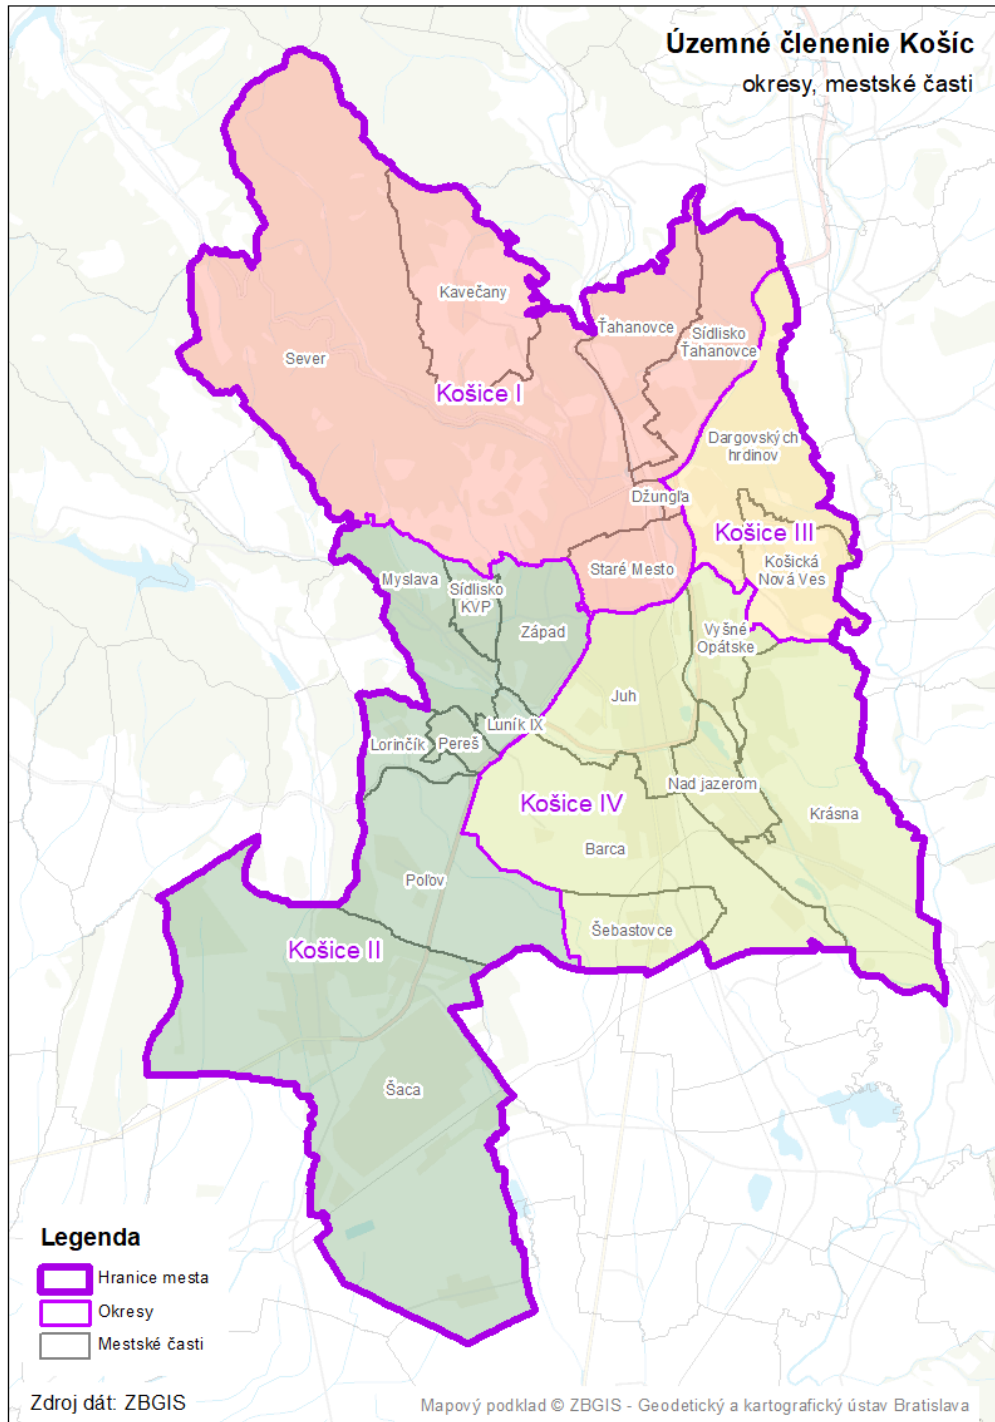 Územné členenie Košíc
okresy, mestské časti
Kavečany
Ťahanovce
Sídlisko
Ťahanovce
Sever
Košice I
Dargovských
hrdinov
Džungľa
Košice III
Staré Mesto
Košická
Nová Ves
Myslava
Sídlisko
KVP
Západ
Vyšné
Opátske
Juh
Luník IX
Lorinčík
Pereš
Nad jazerom
Košice IV
Krásna
Barca
Poľov
Šebastovce
Košice II
Šaca
Legenda
Hranice mesta
Okresy
Mestské časti
Zdroj dát: ZBGIS
Mapový podklad © ZBGIS - Geodetický a kartografický ústav Bratislava